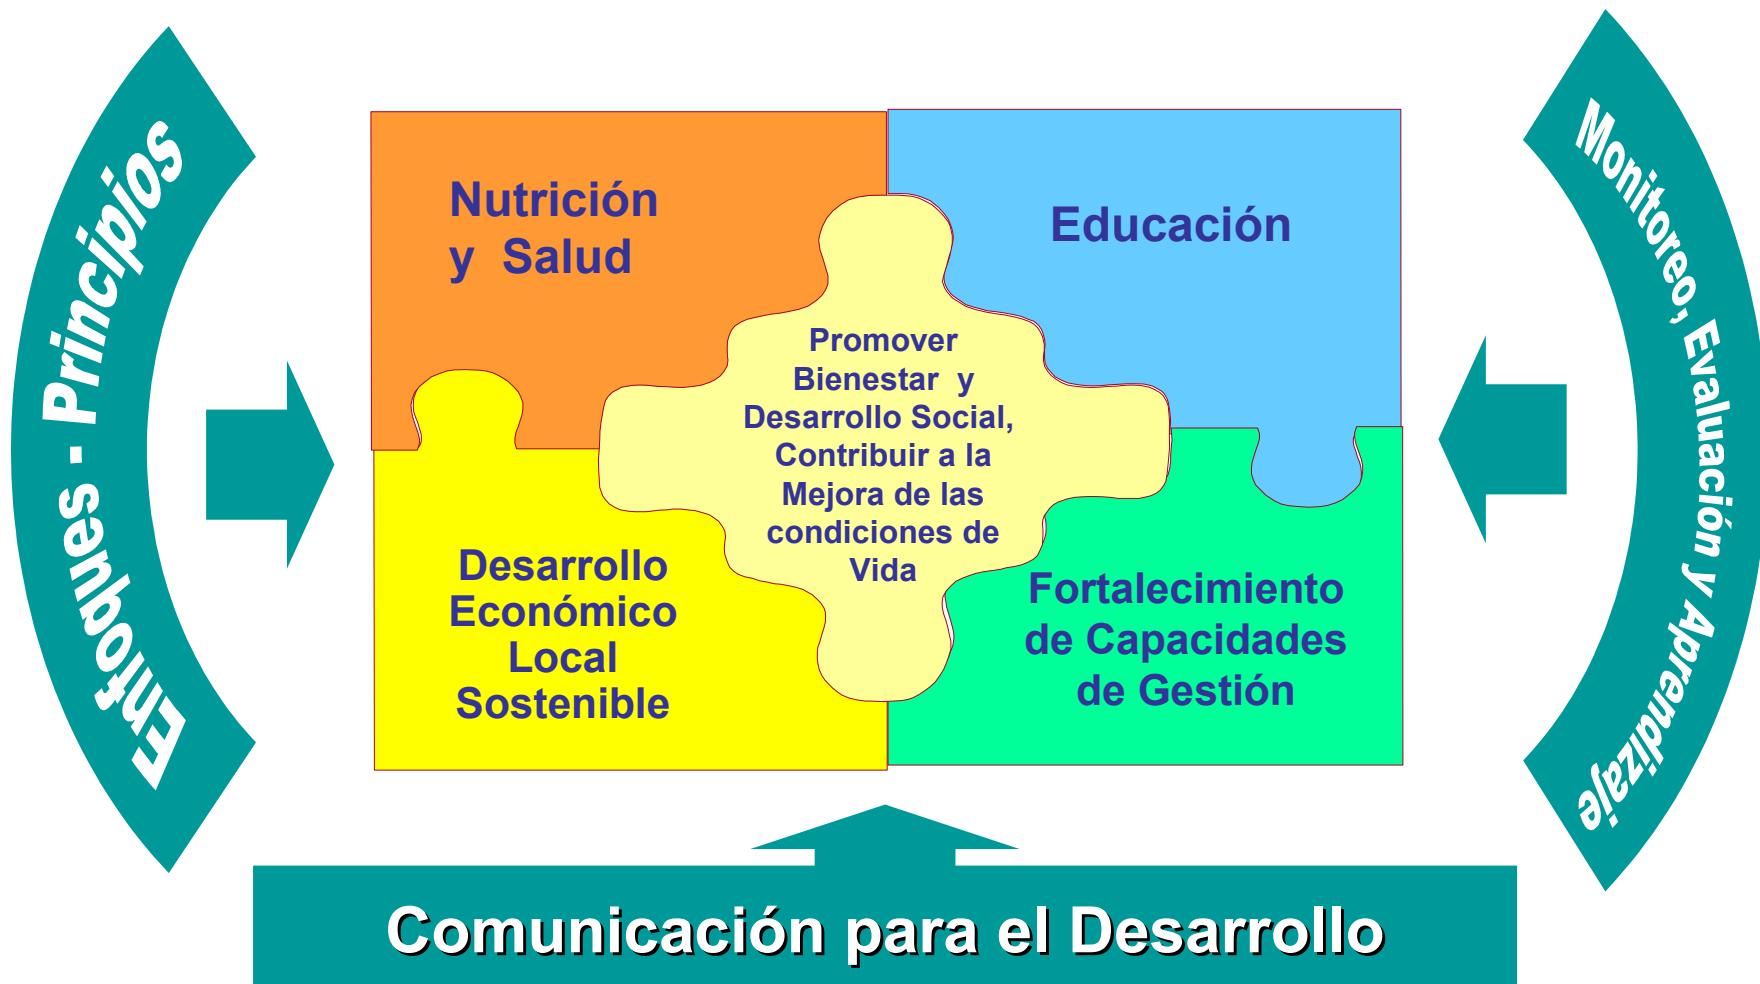 Enfoques - Principios
Nutrición
y Salud
Educación
Promover
Bienestar y
Desarrollo Social,
Contribuir a la
Mejora de las
condiciones de
Vida
Desarrollo
Económico
Local
Sostenible
Fortalecimiento
de Capacidades
de Gestión
Monitoreo, Evaluación y Aprendizaje
Comunicación para el Desarrollo